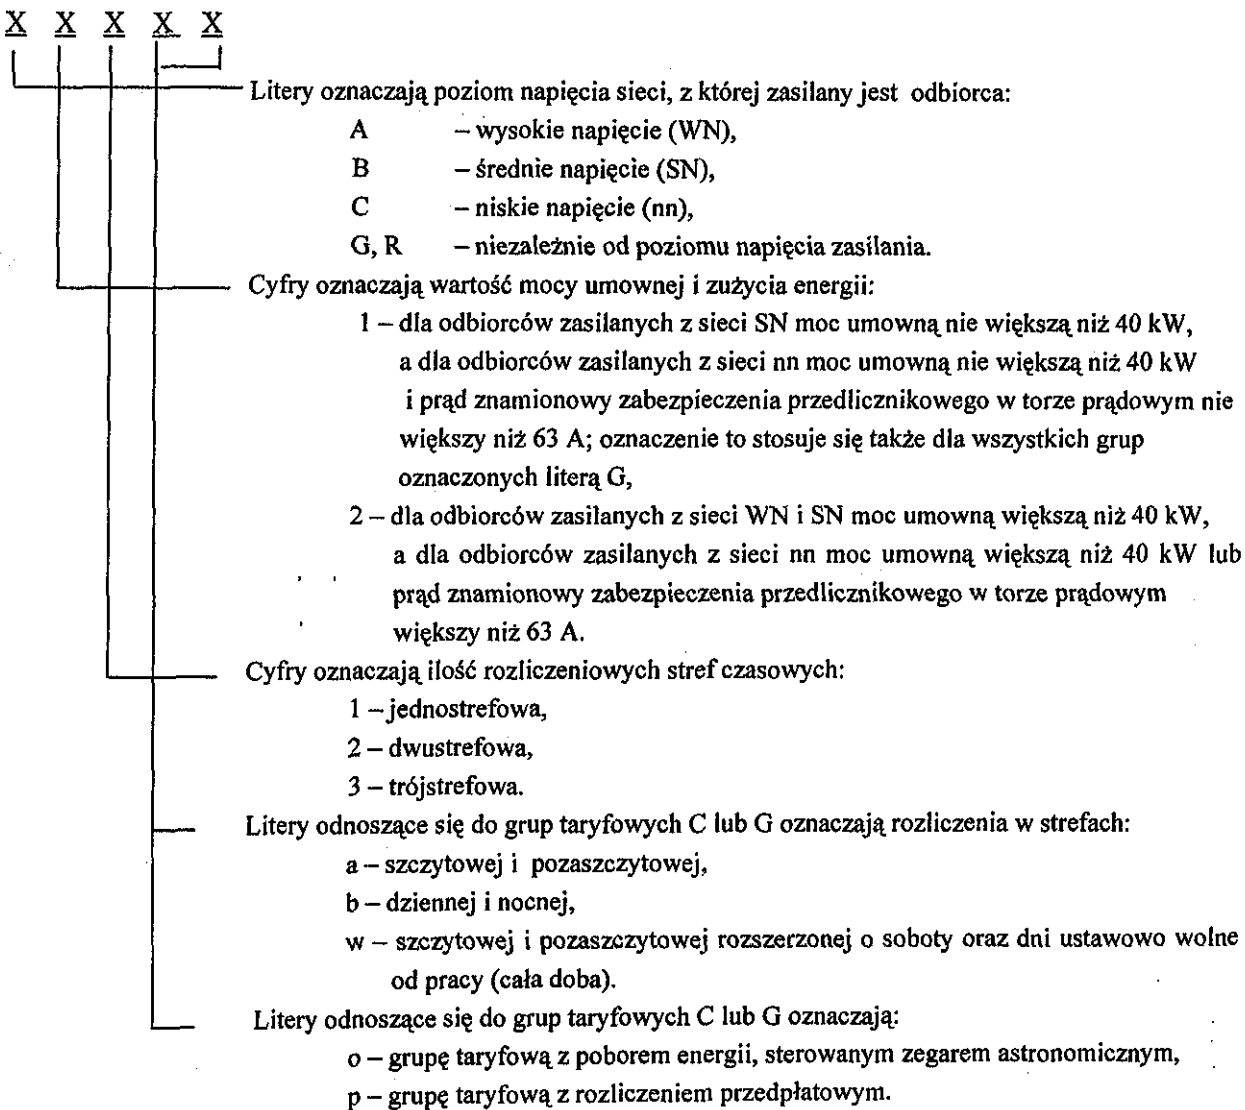 X X X X X
Litery oznaczają poziom napięcia sieci, z której zasilany jest odbiorca:
A – wysokie napięcie (WN),
B – średnie napięcie (SN),
C – niskie napięcie (nn),
G, R – niezależnie od poziomu napięcia zasilania.
Cyfry oznaczają wartość mocy umownej i zużycia energii:
1 – dla odbiorców zasilanych z sieci SN moc umowną nie większą niż 40 kW,
a dla odbiorców zasilanych z sieci nn moc umowną nie większą niż 40 kW
i prąd znamionowy zabezpieczenia przedlicznikowego w torze prądowym nie
większy niż 63 A; oznaczenie to stosuje się także dla wszystkich grup
oznaczonych literą G,
2 – dla odbiorców zasilanych z sieci WN i SN moc umowną większą niż 40 kW,
a dla odbiorców zasilanych z sieci nn moc umowną większą niż 40 kW lub
prąd znamionowy zabezpieczenia przedlicznikowego w torze prądowym
większy niż 63 A.
Cyfry oznaczają ilość rozliczeniowych stref czasowych:
1 – jednostrefowa,
2 – dwustrefowa,
3 – trójstrefowa.
Litery odnoszące się do grup taryfowych C lub G oznaczają rozliczenia w strefach:
a – szczytowej i pozaszczytowej,
b – dziennej i nocnej,
w – szczytowej i pozaszczytowej rozszerzonej o soboty oraz dni ustawowo wolne
od pracy (cała doba).
Litery odnoszące się do grup taryfowych C lub G oznaczają:
o – grupę taryfową z poborem energii, sterowanym zegarem astronomicznym,
p – grupę taryfową z rozliczeniem przedpłatowym.